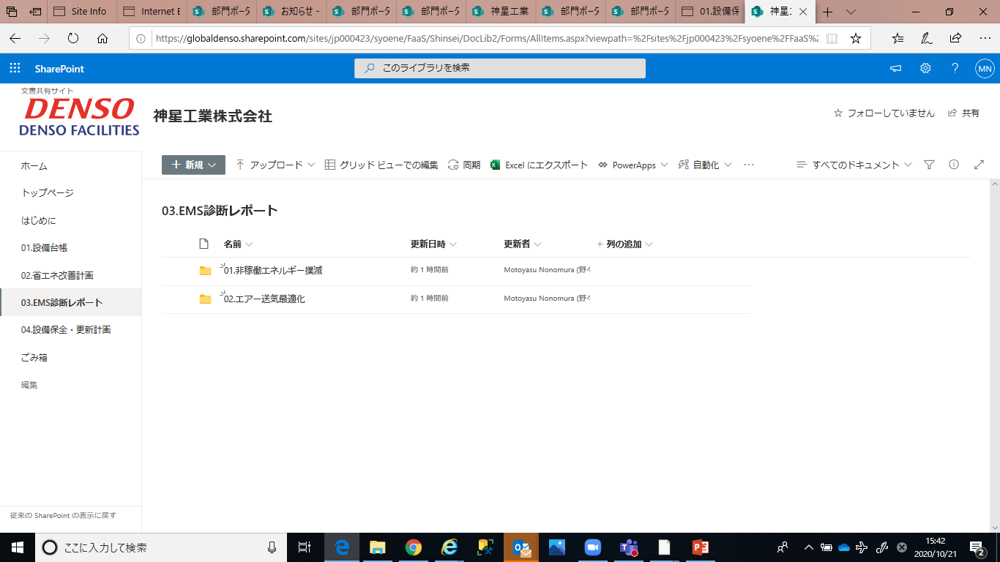 Site Info
Internet E
部門ポータ
お知らせ -
部門ポータ
部門ポータ
神星工業
部門ポータ
部門ポータ
01.設備保
神星工
https://globaldenso.sharepoint.com/sites/jp000423/syoene/FaaS/Shinsei/DocLib2/Forms/AllItems.aspx?viewpath=%2Fsites%2Fjp000423%2Fsyoene%2FFaaS%2
SharePoint
このライブラリを検索
MN
文書共有サイト
DENSO
DENSO FACILITIES
神星工業株式会社
フォローしていません
共有
ホーム
トップページ
はじめに
01.設備台帳
02.省エネ改善計画
03.EMS診断レポート
04.設備保全・更新計画
ごみ箱
編集
従来の SharePoint の表示に戻す
新規
アップロード
グリッド ビューでの編集
同期
Excel にエクスポート
PowerApps
自動化
すべてのドキュメント
03.EMS診断レポート
名前
更新日時
更新者
列の追加
01.非稼働エネルギー撲滅
約 1 時間前
Motoyasu Nonomura (野々
02.エアー送気最適化
約 1 時間前
Motoyasu Nonomura (野々
ここに入力して検索
15:42
2020/10/21
2